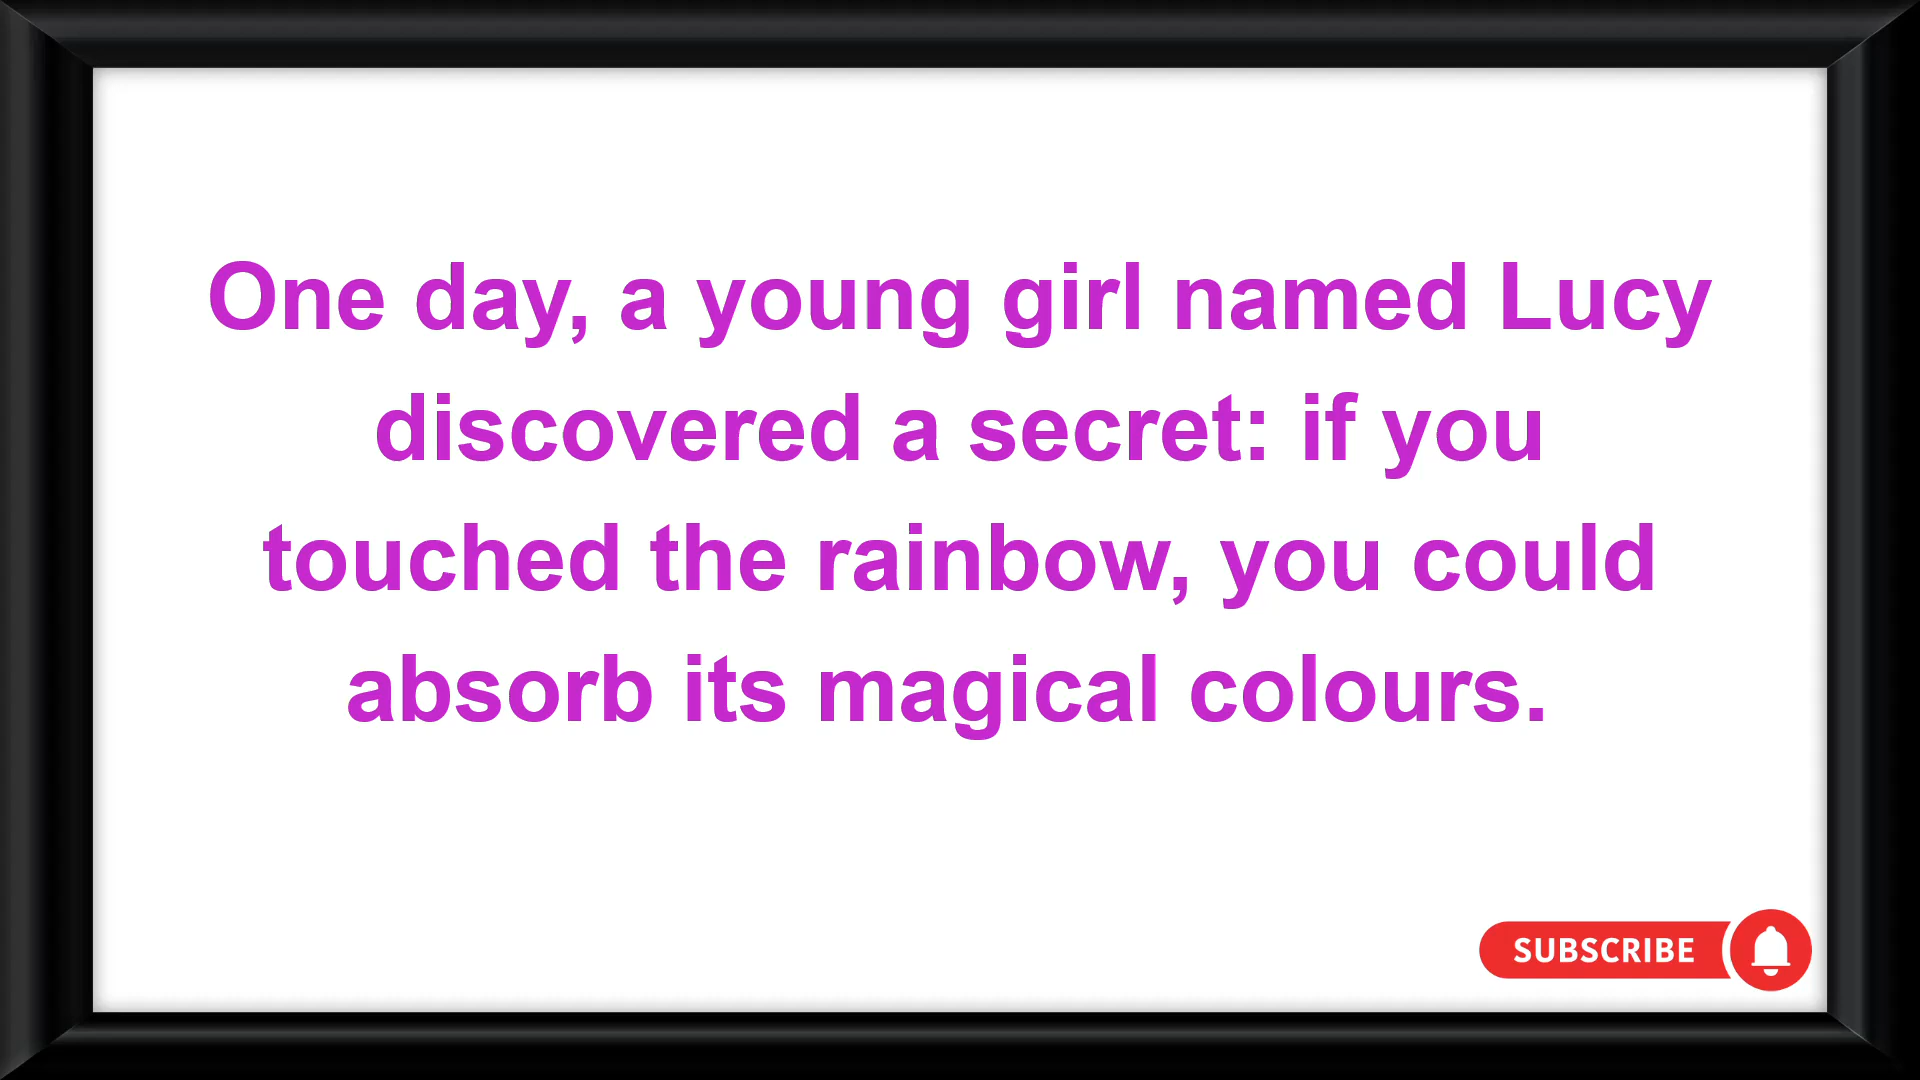 One day, a young girl named Lucy
discovered a secret: if you
touched the rainbow, you could
absorb its magical colours.
SUBSCRIBE